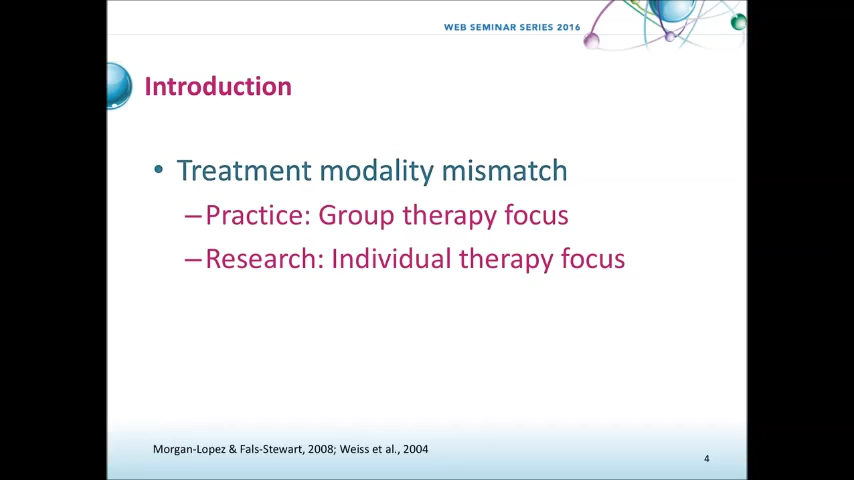 WEB SEMINAR SERIES 2016
Introduction
• Treatment modality mismatch
–Practice: Group therapy focus
–Research: Individual therapy focus
Morgan-Lopez & Fals-Stewart, 2008; Weiss et al., 2004
4